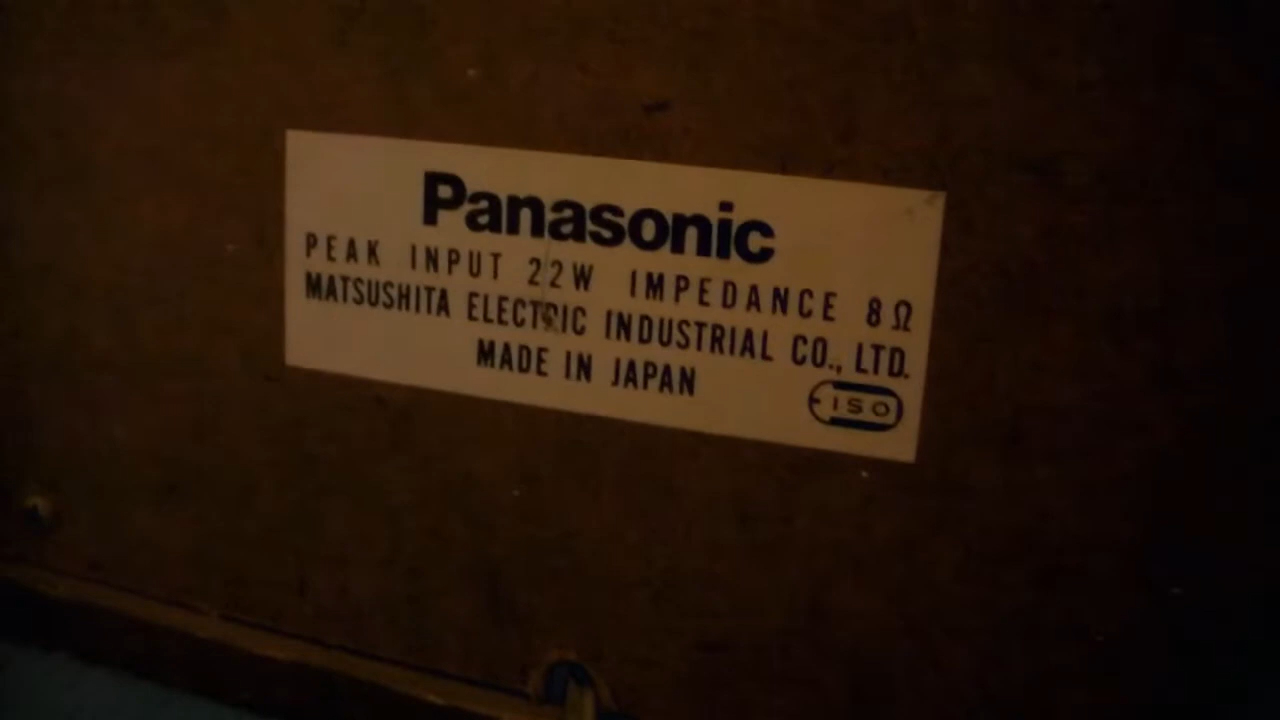 Panasonic
PEAK INPUT 22W IMPEDANCE 8Ω
MATSUSHITA ELECTRIC INDUSTRIAL CO., LTD.
MADE IN JAPAN
ISO